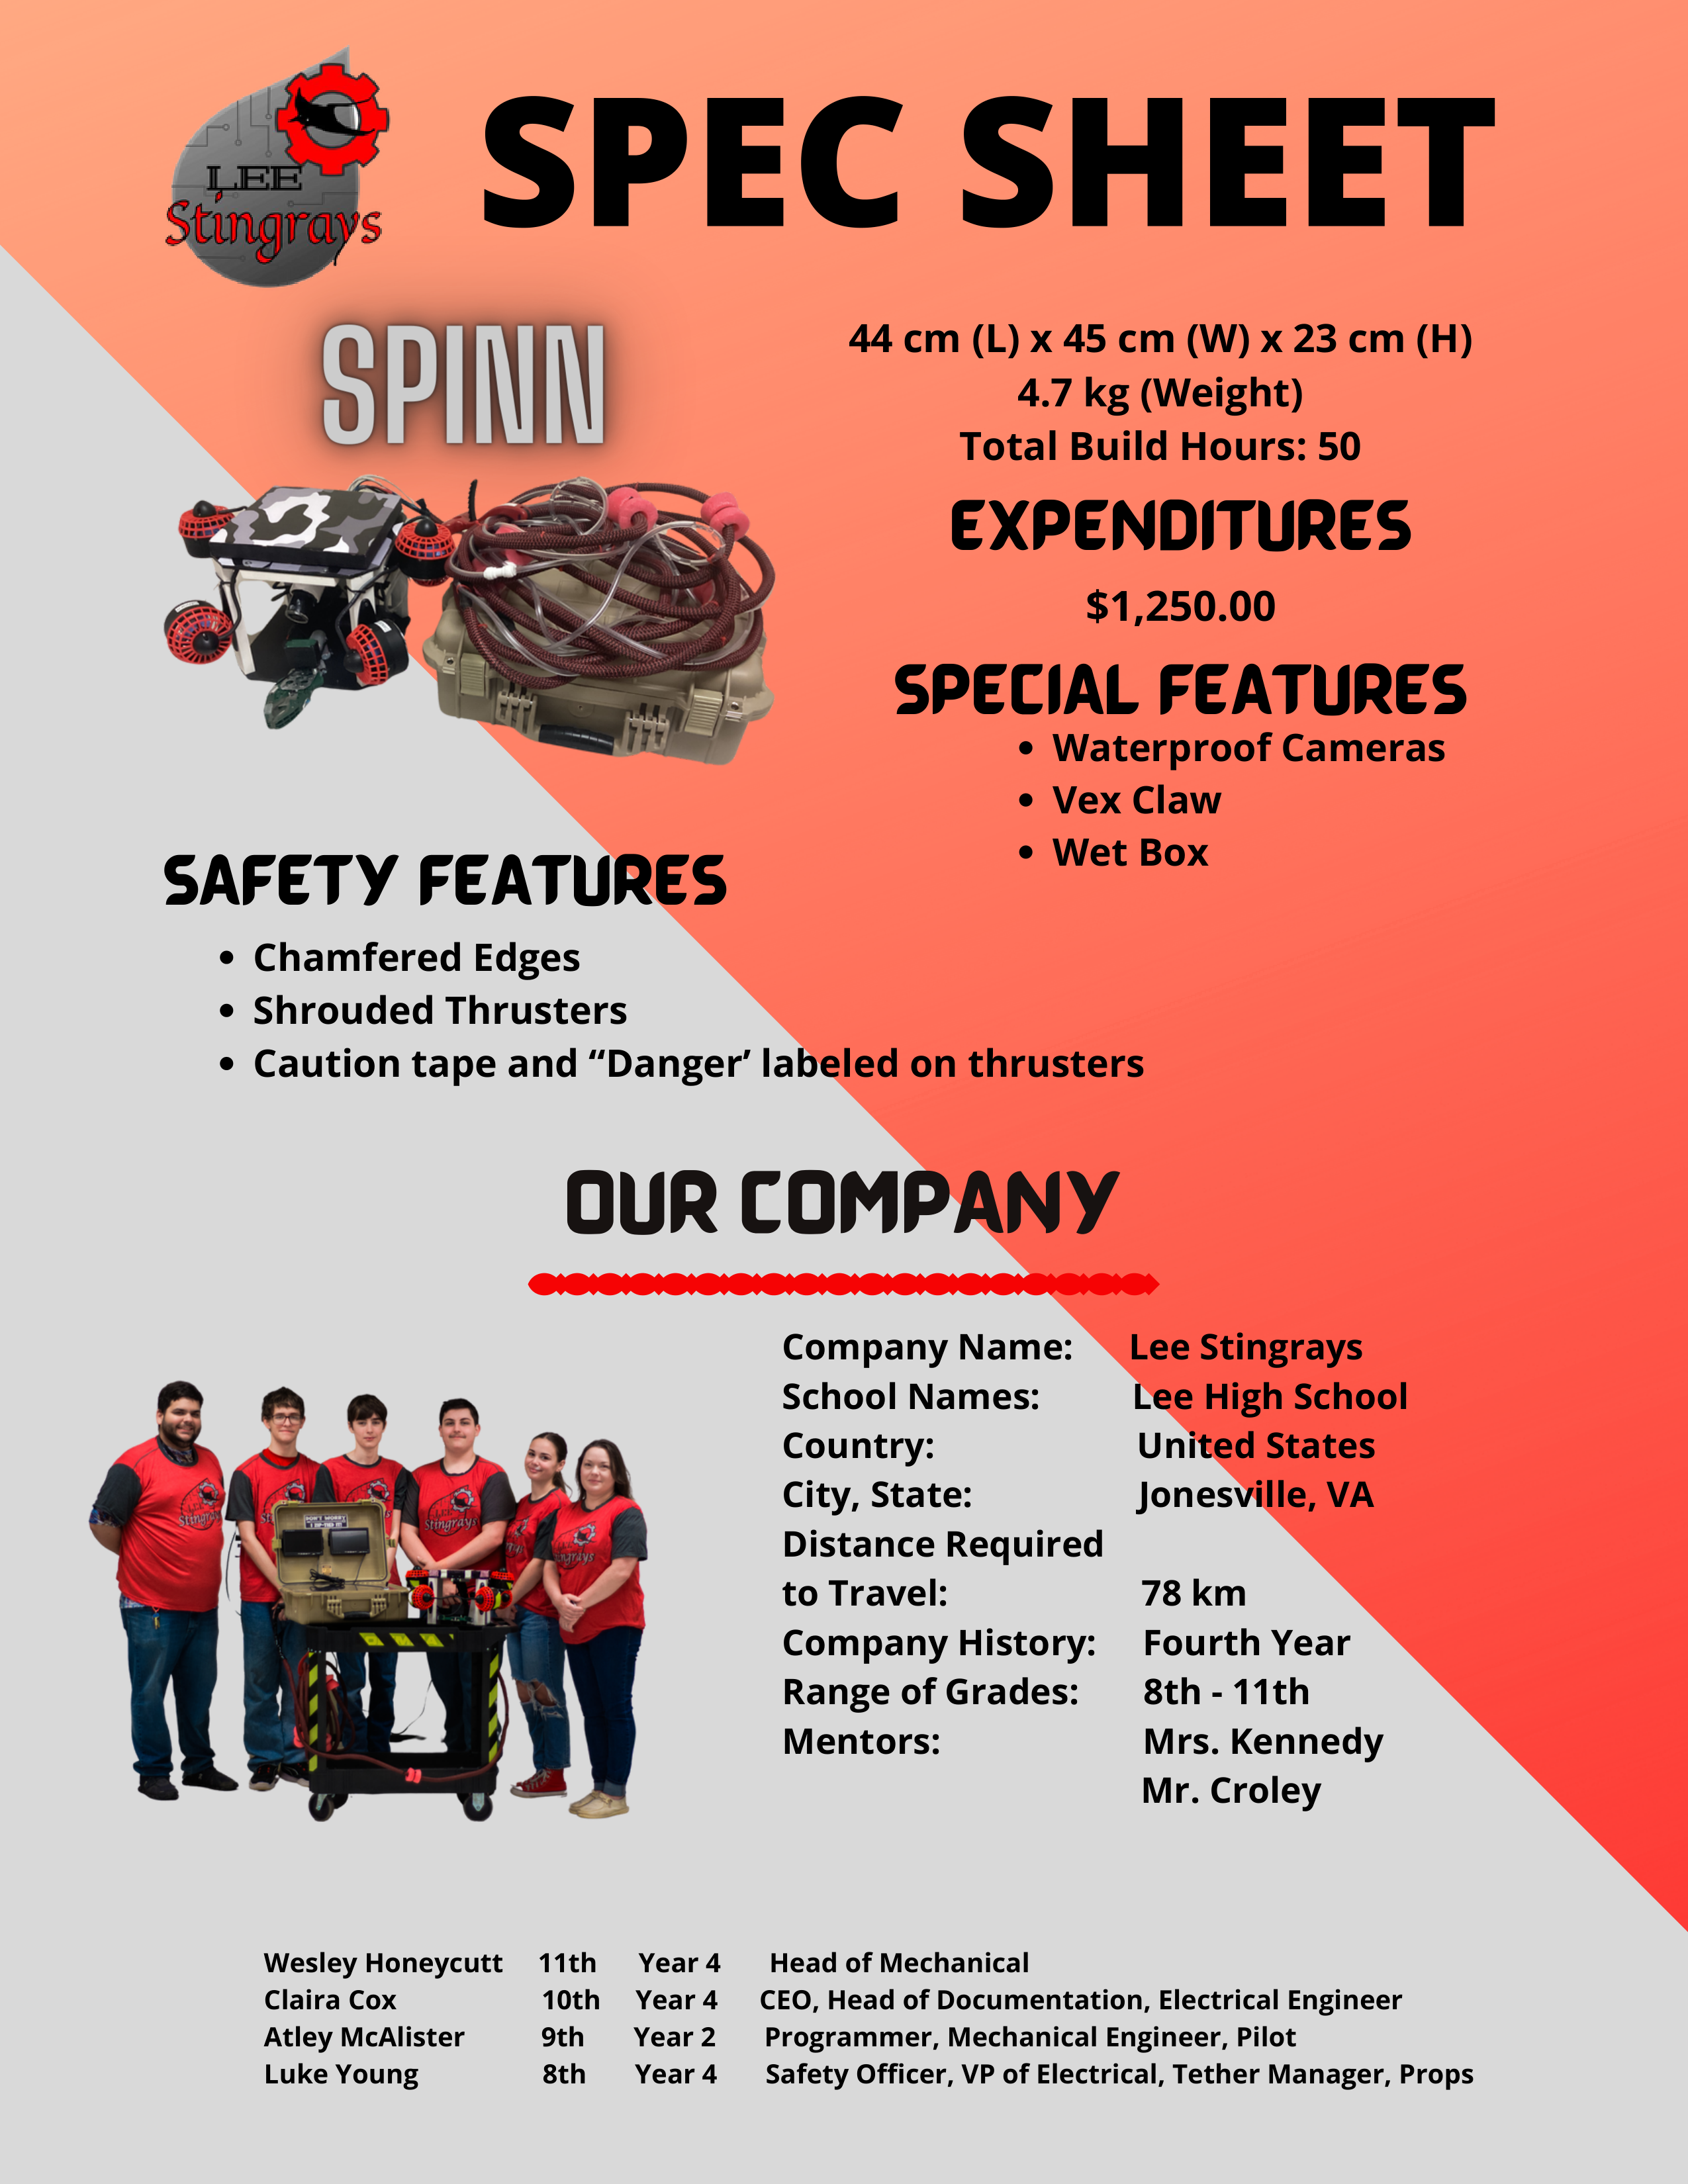 LEE
Stingrays
SPEC SHEET
SPINN
44 cm (L) x 45 cm (W) x 23 cm (H)
4.7 kg (Weight)
Total Build Hours: 50
EXPENDITURES
$1,250.00
SPECIAL FEATURES
• Waterproof Cameras
• Vex Claw
• Wet Box
SAFETY FEATURES
• Chamfered Edges
• Shrouded Thrusters
• Caution tape and “Danger’ labeled on thrusters
OUR COMPANY
Company Name: Lee Stingrays
School Names: Lee High School
Country: United States
City, State: Jonesville, VA
Distance Required
to Travel: 78 km
Company History: Fourth Year
Range of Grades: 8th - 11th
Mentors: Mrs. Kennedy
Mr. Croley
Stingrays
Stingrays
DON'T WORRY
Wesley Honeycutt 11th Year 4 Head of Mechanical
Claira Cox 10th Year 4 CEO, Head of Documentation, Electrical Engineer
Atley McAlister 9th Year 2 Programmer, Mechanical Engineer, Pilot
Luke Young 8th Year 4 Safety Officer, VP of Electrical, Tether Manager, Props